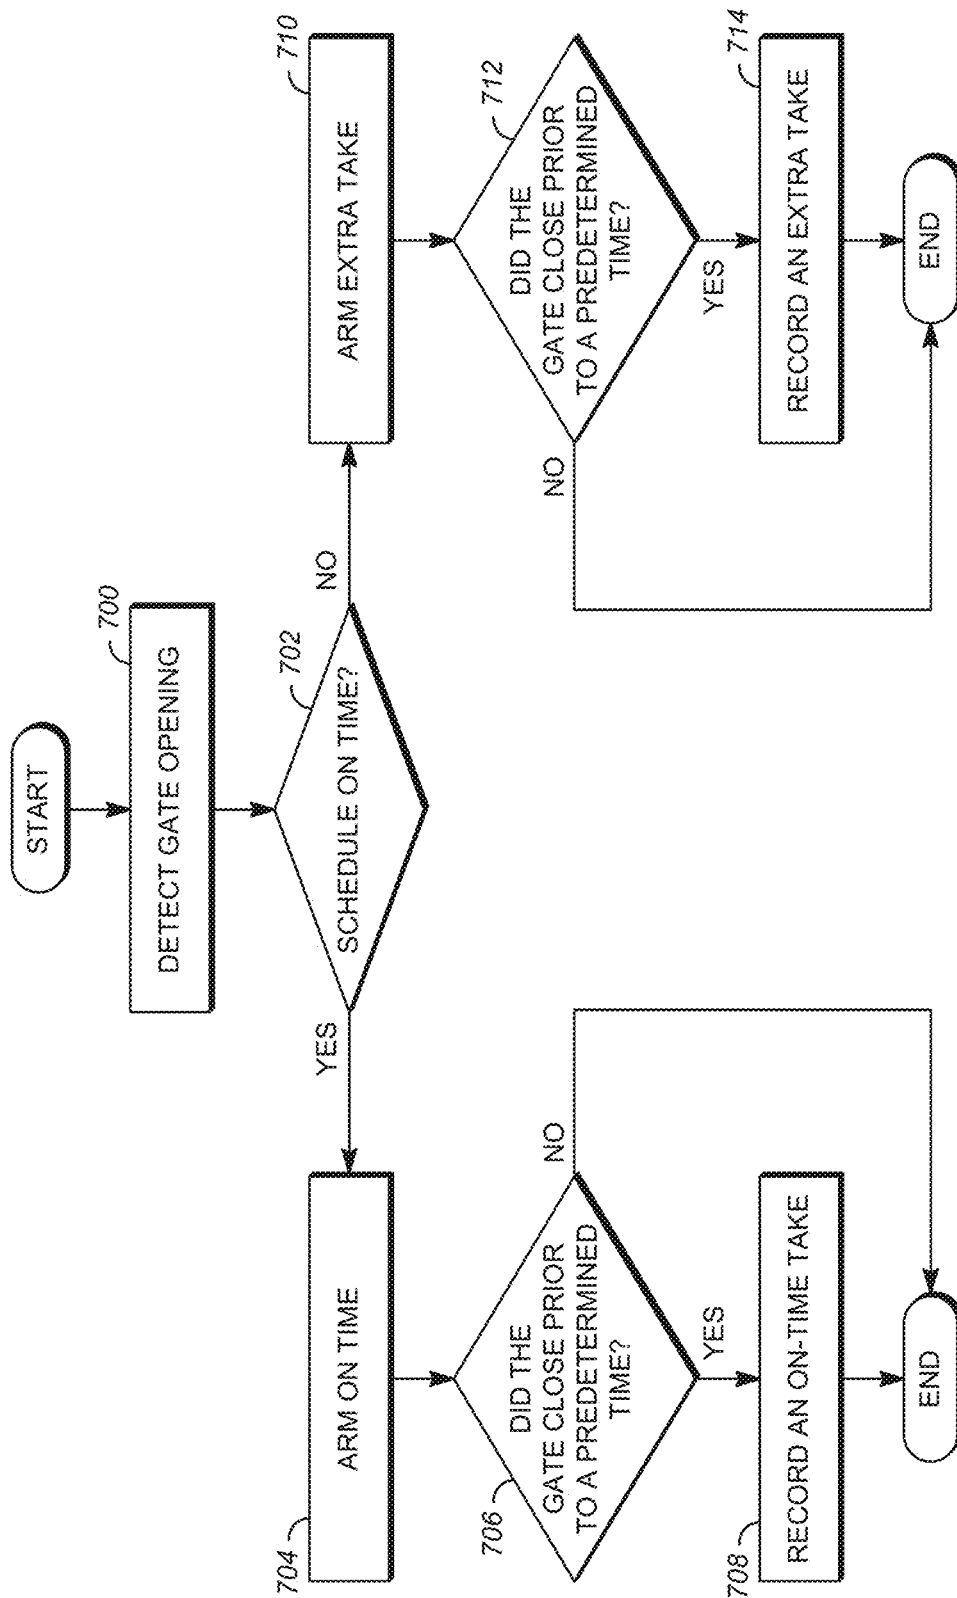 START
700
DETECT GATE OPENING
702
SCHEDULE ON TIME?
YES
NO
704
ARM ON TIME
706
DID THE
GATE CLOSE PRIOR
TO A PREDETERMINED
TIME?
NO
YES
708
RECORD AN ON-TIME TAKE
END
710
ARM EXTRA TAKE
712
DID THE
GATE CLOSE PRIOR
TO A PREDETERMINED
TIME?
NO
YES
714
RECORD AN EXTRA TAKE
END